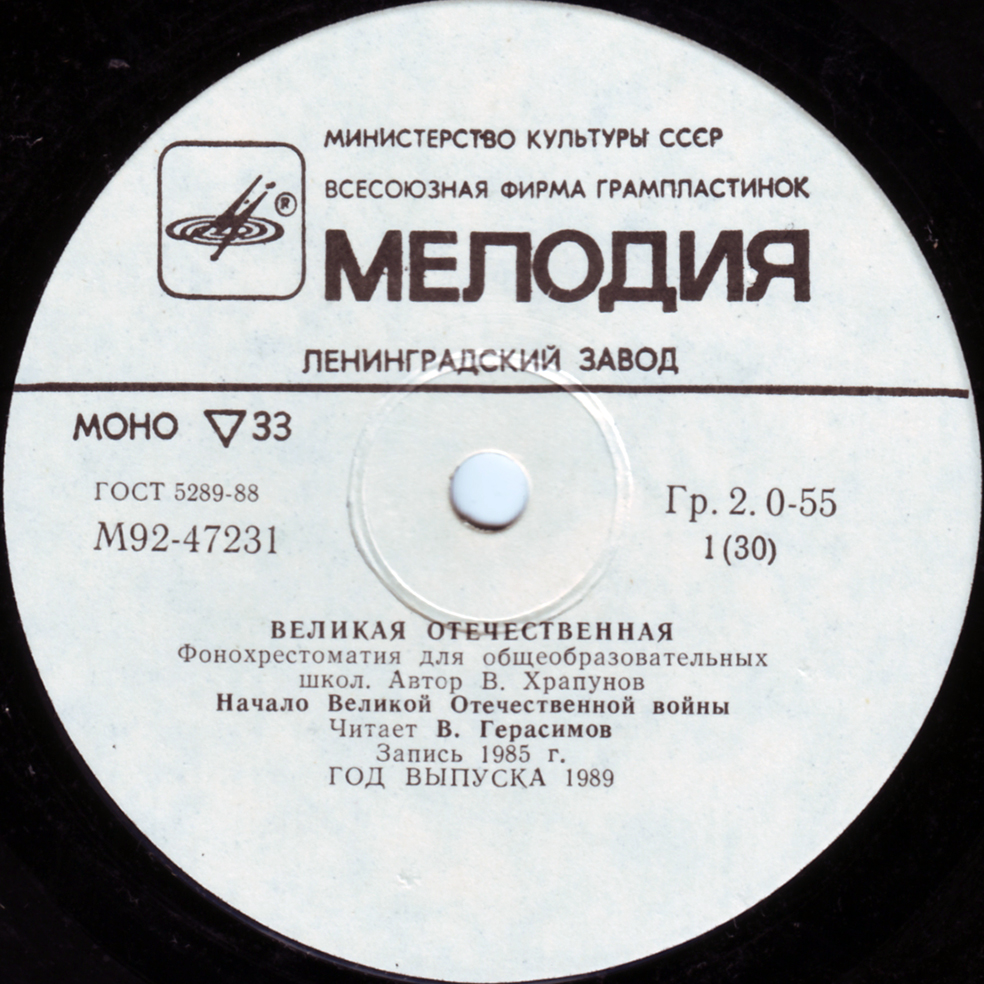 МИНИСТЕРСТВО КУЛЬТУРЫ СССР
ВСЕСОЮЗНАЯ ФИРМА ГРАМПЛАСТИНОК
®
МЕЛОДИЯ
ЛЕНИНГРАДСКИЙ ЗАВОД
МОНО ▽33
ГОСТ 5289-88
М92-47231
Гр. 2. 0-55
1 (30)
ВЕЛИКАЯ ОТЕЧЕСТВЕННАЯ
Фонохрестоматия для общеобразовательных
школ. Автор В. Храпунов
Начало Великой Отечественной войны
Читает В. Герасимов
Запись 1985 г.
ГОД ВЫПУСКА 1989